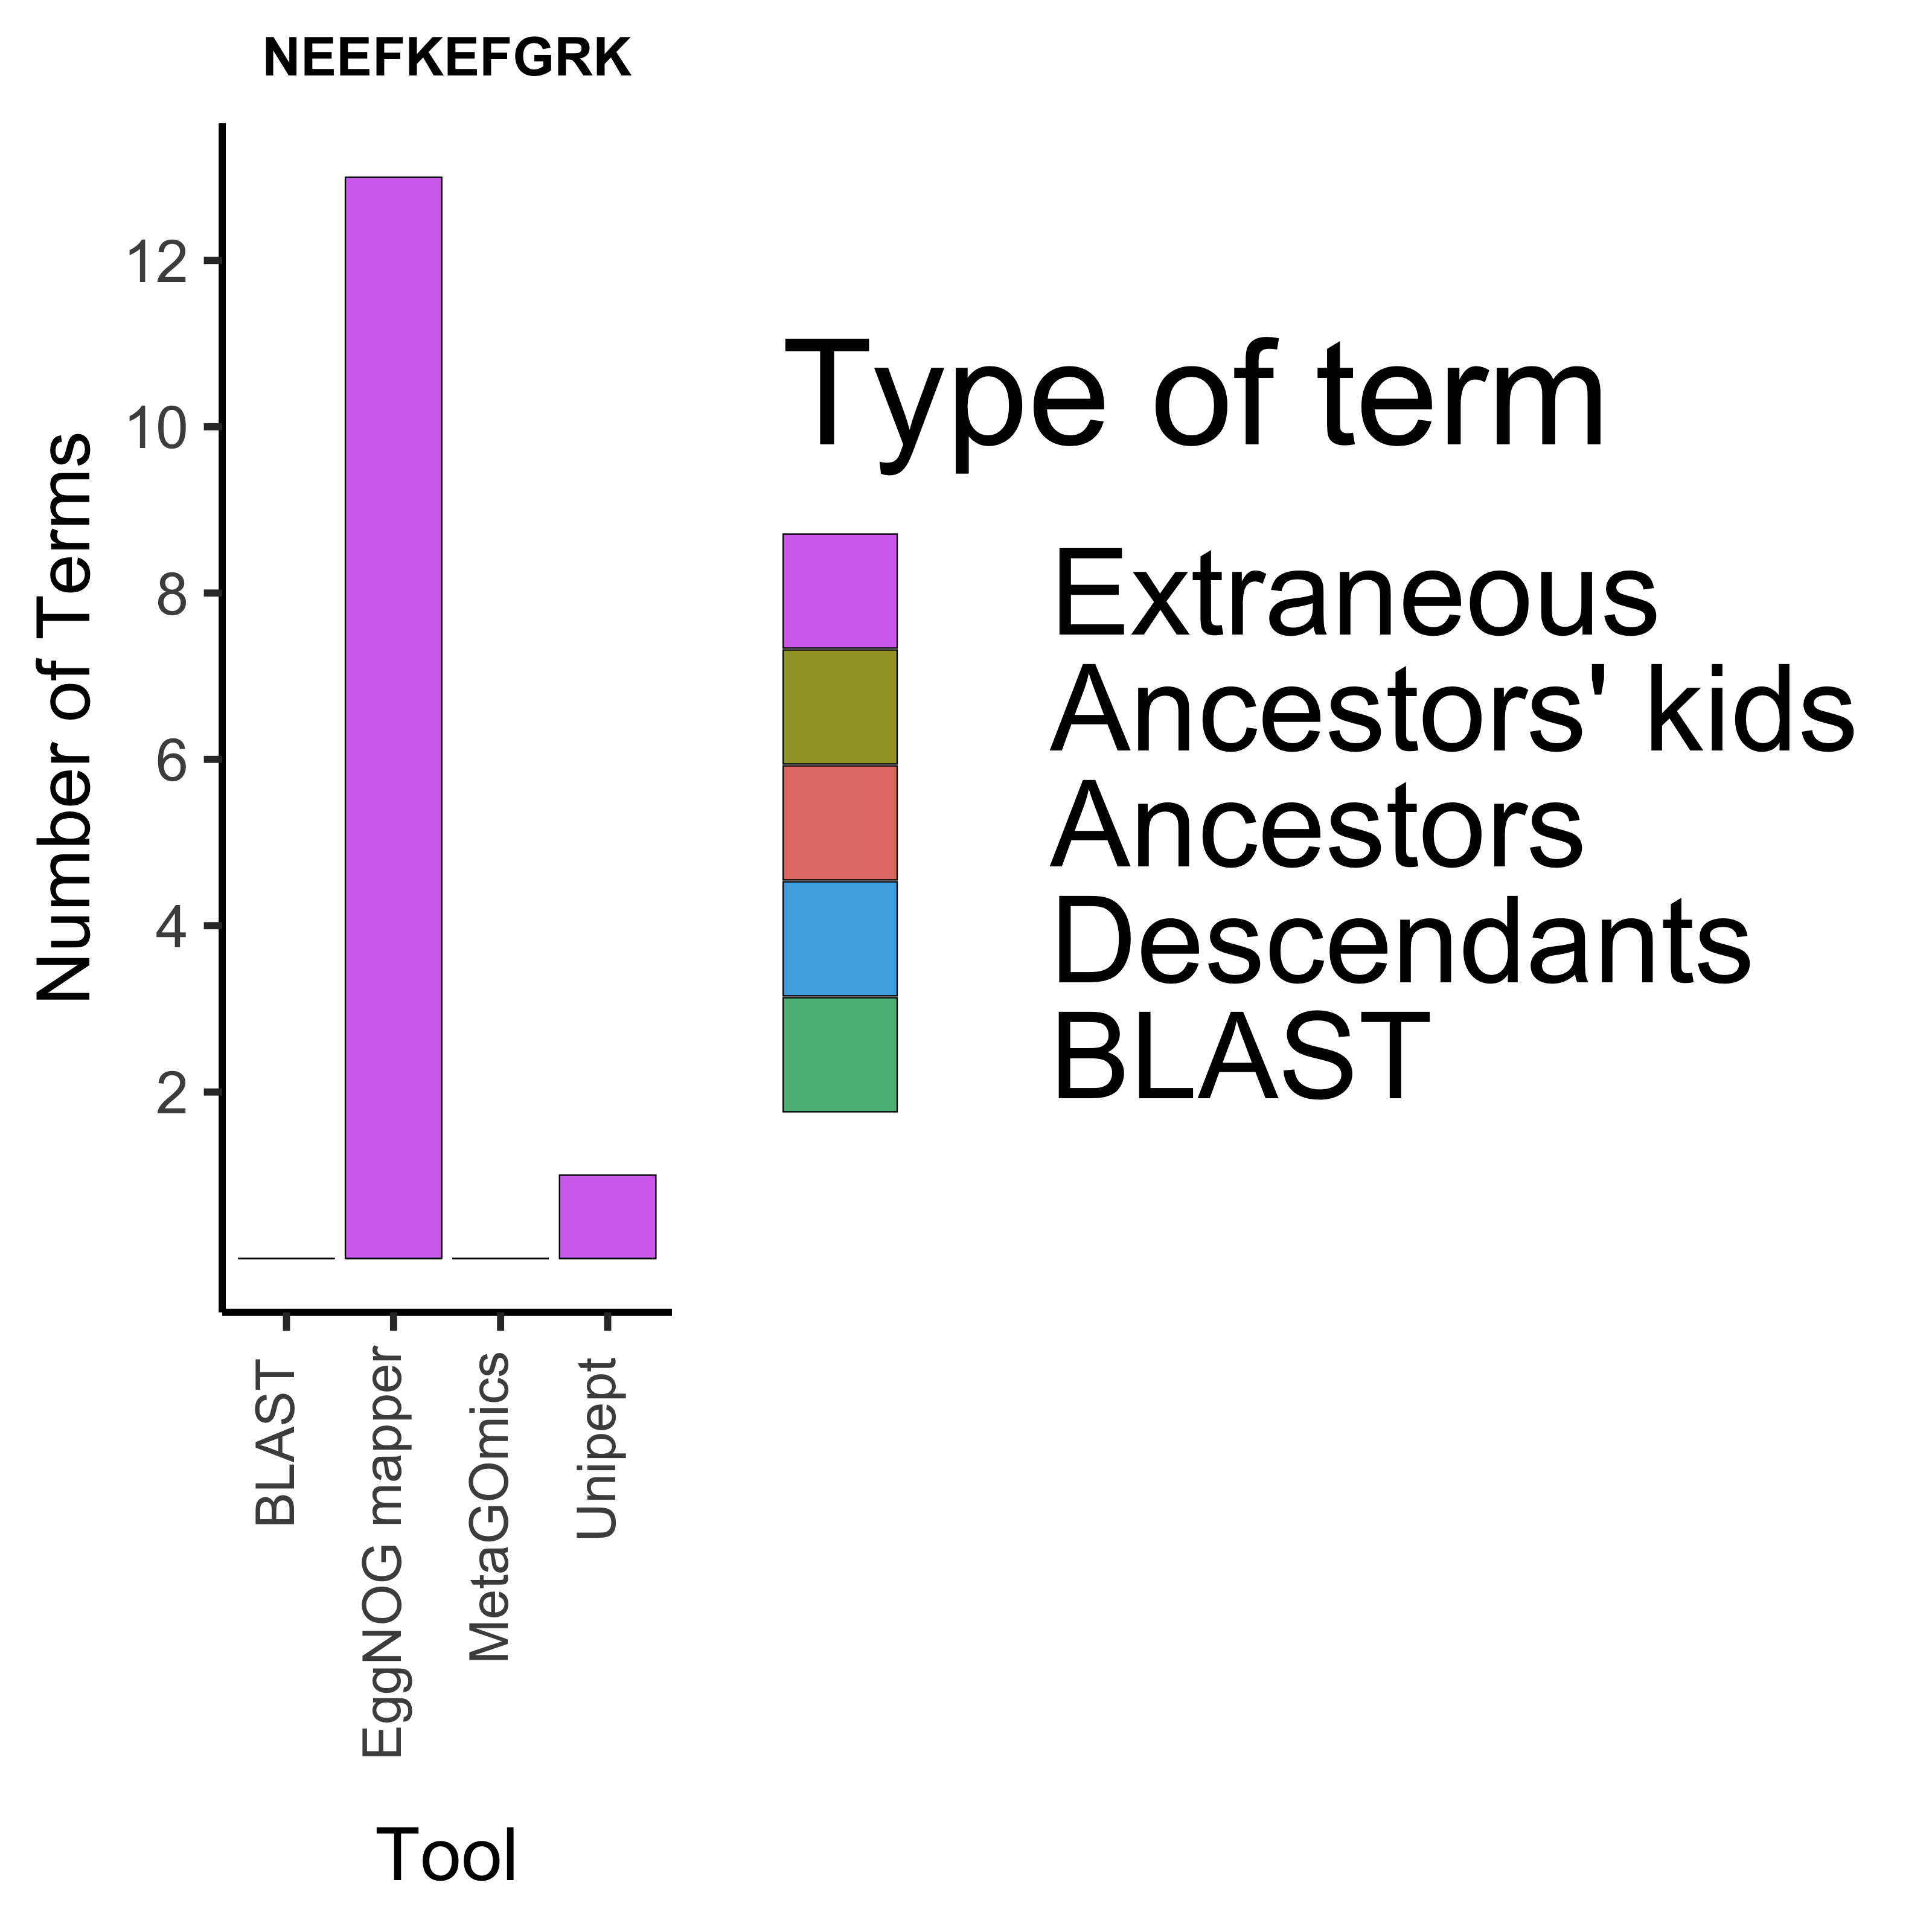 NEEFKEFGRK
Number of Terms
12
10
8
6
4
2
BLAST
EggNOG mapper
MetaGOmics
Unipept
Tool
Type of term
Extraneous
Ancestors' kids
Ancestors
Descendants
BLAST